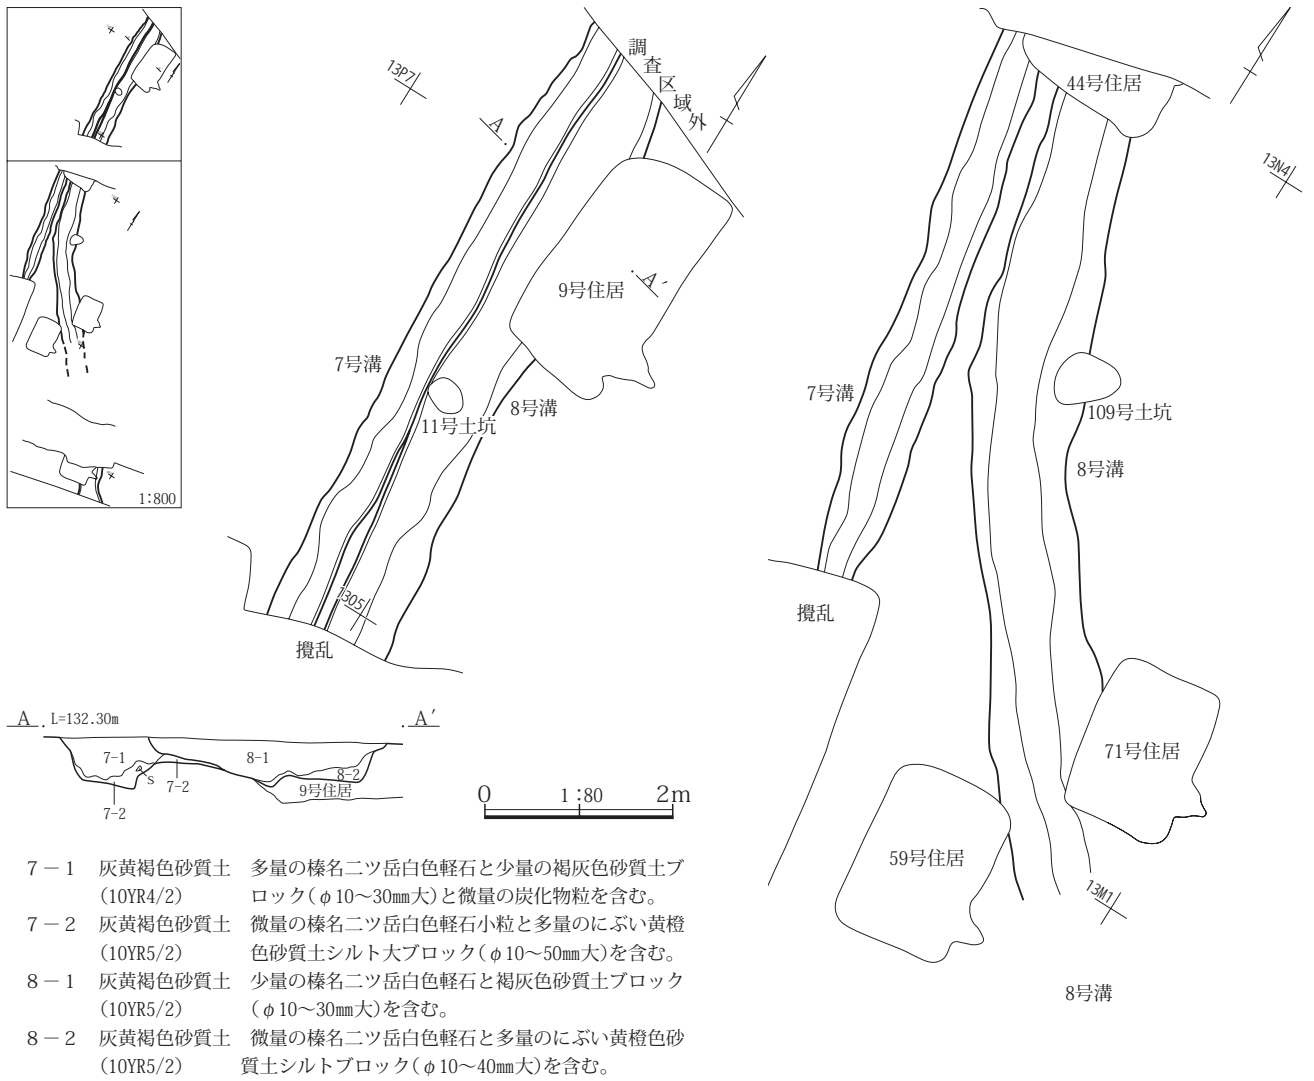 1:800
13P7
調査区域外
A
A′
9号住居
7号溝
11号土坑
8号溝
1305
攪乱
44号住居
13N4
7号溝
109号土坑
8号溝
攪乱
71号住居
59号住居
13M1
8号溝
A L=132.30m A′
7-1
8-1
8-2
S
7-2
9号住居
7-2
0 1:80 2m
7－1 灰黄褐色砂質土 多量の榛名二ツ岳白色軽石と少量の褐灰色砂質土ブ
(10YR4/2) ロック(φ10～30㎜大)と微量の炭化物粒を含む。
7－2 灰黄褐色砂質土 微量の榛名二ツ岳白色軽石小粒と多量のにぶい黄橙
(10YR5/2) 色砂質土シルト大ブロック(φ10～50㎜大)を含む。
8－1 灰黄褐色砂質土 少量の榛名二ツ岳白色軽石と褐灰色砂質土ブロック
(10YR5/2) (φ10～30㎜大)を含む。
8－2 灰黄褐色砂質土 微量の榛名二ツ岳白色軽石と多量のにぶい黄橙色砂
(10YR5/2) 質土シルトブロック(φ10～40㎜大)を含む。